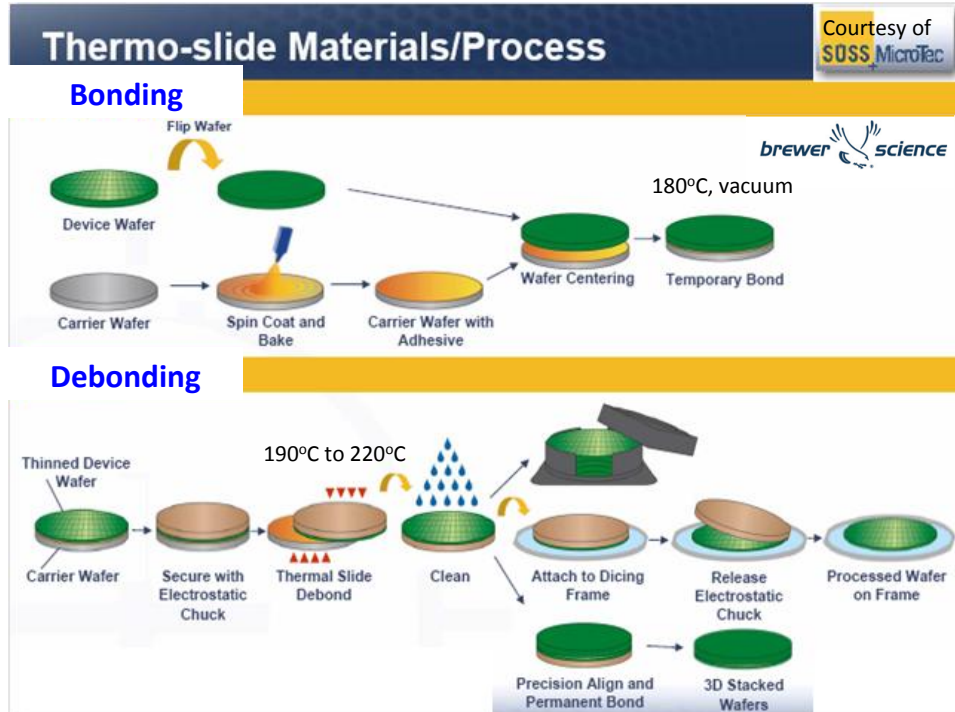 Thermo-slide Materials/Process
Courtesy of
SUSS MicroTec
Bonding
Flip Wafer
brewer science
180°C, vacuum
Device Wafer
Wafer Centering
Temporary Bond
Carrier Wafer
Spin Coat and
Bake
Carrier Wafer with
Adhesive
Debonding
190°C to 220°C
Thinned Device
Wafer
Carrier Wafer
Secure with
Electrostatic
Chuck
Thermal Slide
Debond
Clean
Attach to Dicing
Frame
Release
Electrostatic
Chuck
Processed Wafer
on Frame
Precision Align and
Permanent Bond
3D Stacked
Wafers